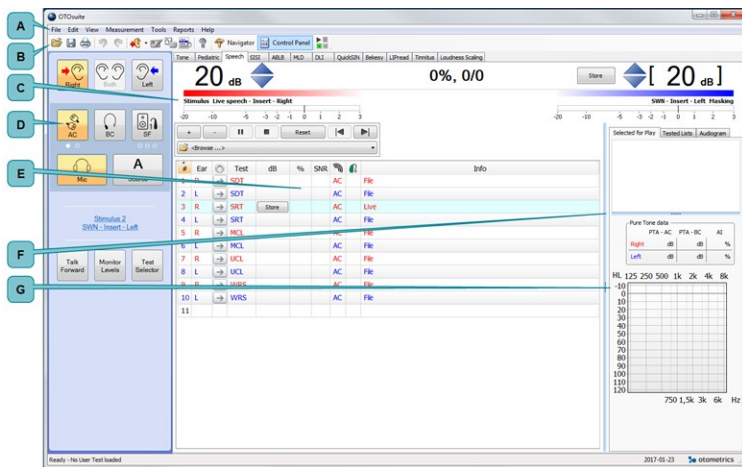 OTOsuite
A
File Edit View Measurement Tools Reports Help
B
Navigator Control Panel
Tone Pediatric Speech SISI ABLB MLD DLI QuickSIN Bekesy LIPread Tinnitus Loudness Scaling
Right Both Left
20 dB 0%, 0/0 Store [ 20 dB ]
C
Stimulus Live speech - Insert - Right SWN - Insert - Left Masking
-20 -10 -5 -3 -2 -1 0 1 2 3 -20 -10 -5 -3 -2 -1 0 1 2 3
D
AC BC SF
+ - Reset
Selected for Play Tested Lists Audiogram
<Browse ...>
Mic A
E
# Ear Test dB % SNR Info
1 R SDT AC File
2 L SDT AC File
3 R SRT Store AC Live
4 L SRT AC File
5 R MCL AC File
6 L MCL AC File
7 R UCL AC File
8 L UCL AC File
9 R WRS AC File
10 L WRS AC File
11
Stimulus 2
SWN - Insert - Left
F
Talk Forward Monitor Levels Test Selector
G
Pure Tone data
PTA - AC PTA - BC AI
Right dB dB %
Left dB dB %
HL 125 250 500 1k 2k 4k 8k
-10
0
10
20
30
40
50
60
70
80
90
100
110
120
750 1,5k 3k 6k Hz
Ready - No User Test loaded 2017-01-23 otometrics